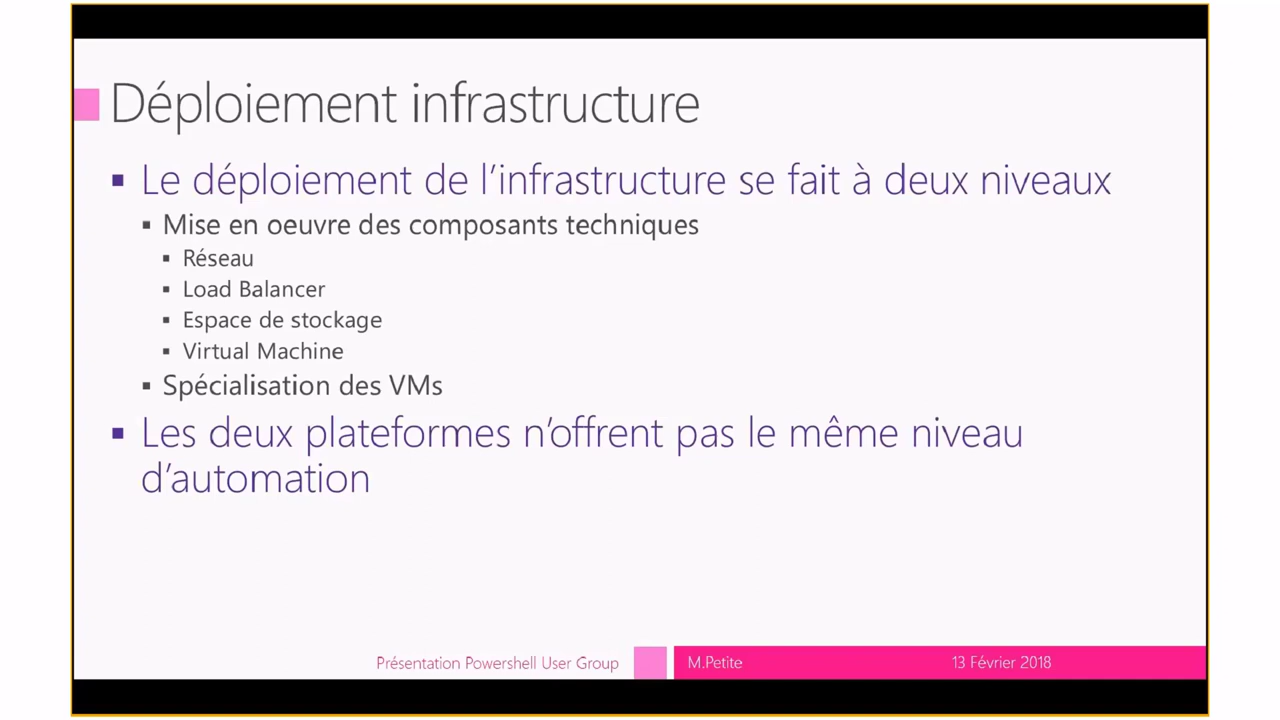 Déploiement infrastructure
▪ Le déploiement de l’infrastructure se fait à deux niveaux
▪ Mise en oeuvre des composants techniques
▪ Réseau
▪ Load Balancer
▪ Espace de stockage
▪ Virtual Machine
▪ Spécialisation des VMs
▪ Les deux plateformes n’offrent pas le même niveau
d’automation
Présentation Powershell User Group M.Petite 13 Février 2018